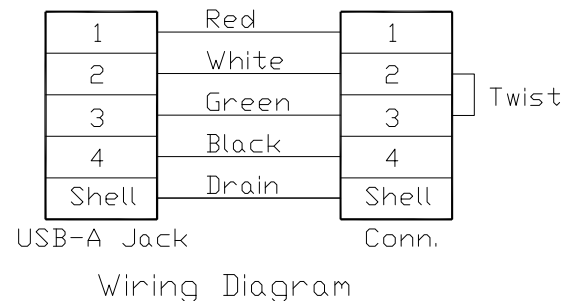 Red
1 1
White
2 2
Twist
Green
3 3
Black
4 4
Drain
Shell Shell
USB-A Jack Conn.
Wiring Diagram